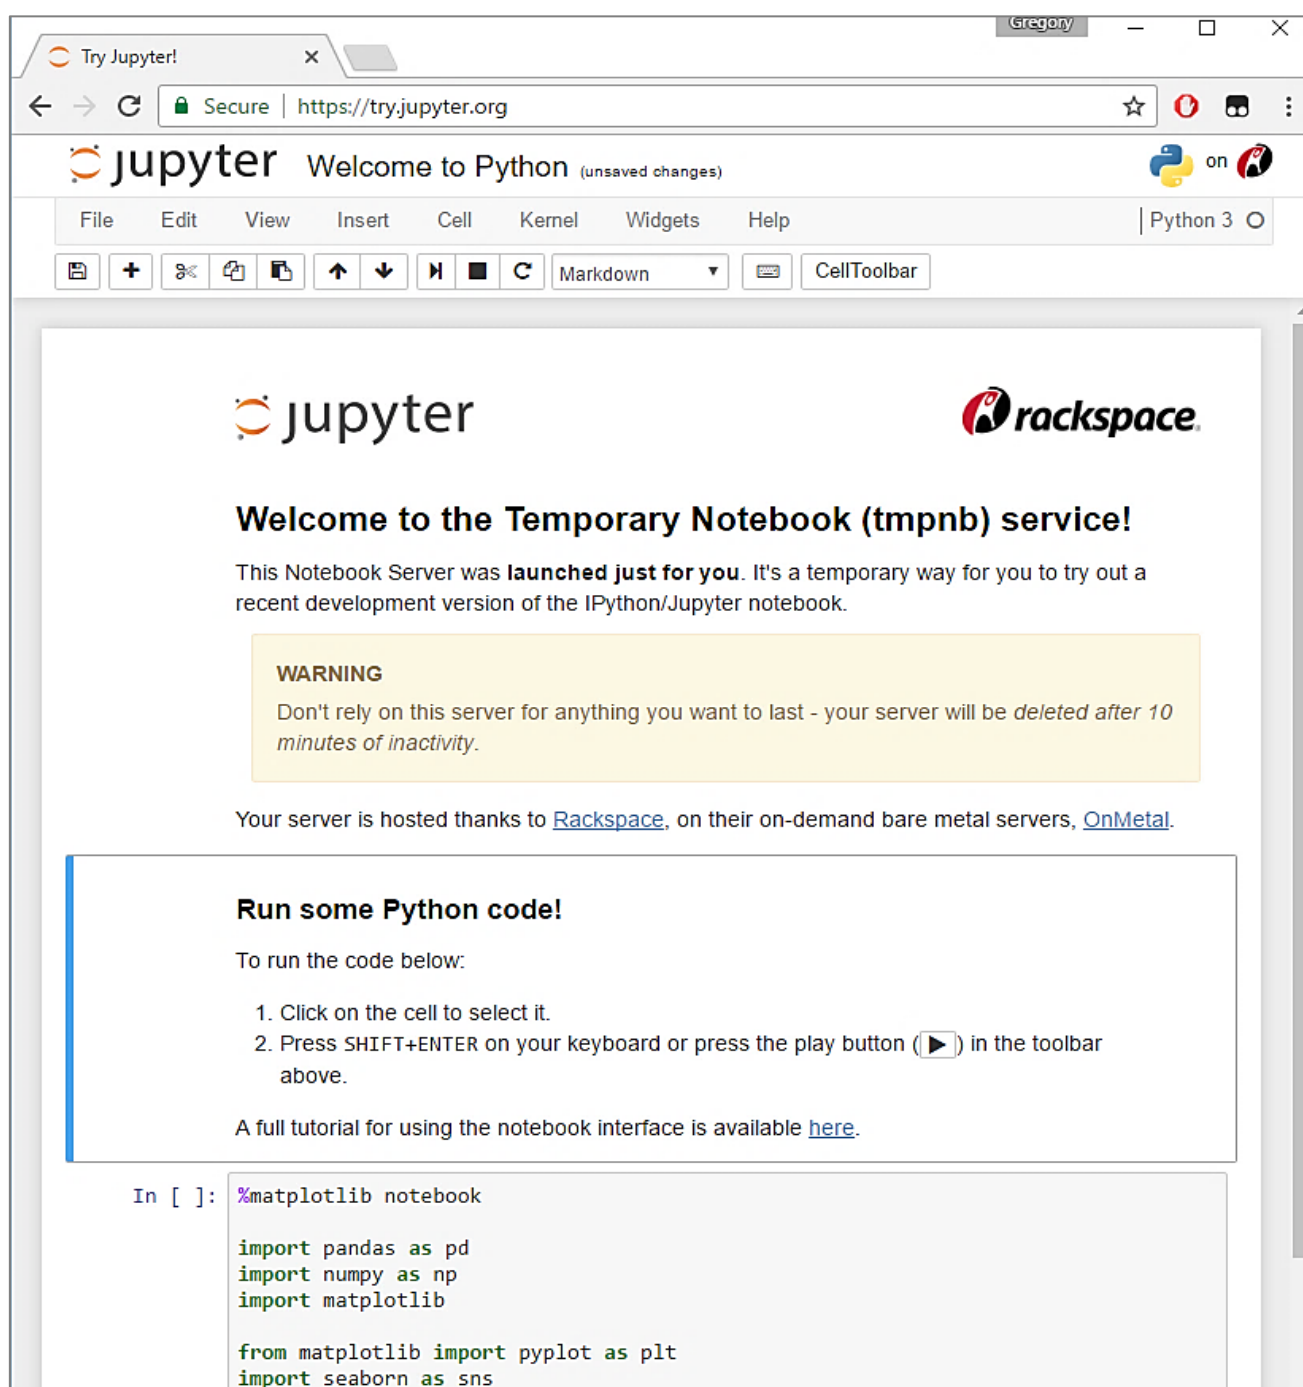 Gregory
Try Jupyter!
Secure | https://try.jupyter.org
jupyter Welcome to Python (unsaved changes) on
File Edit View Insert Cell Kernel Widgets Help Python 3
Markdown CellToolbar
jupyter rackspace
Welcome to the Temporary Notebook (tmpnb) service!
This Notebook Server was launched just for you. It's a temporary way for you to try out a
recent development version of the IPython/Jupyter notebook.
WARNING
Don't rely on this server for anything you want to last - your server will be deleted after 10
minutes of inactivity.
Your server is hosted thanks to Rackspace, on their on-demand bare metal servers, OnMetal.
Run some Python code!
To run the code below:
1. Click on the cell to select it.
2. Press SHIFT+ENTER on your keyboard or press the play button ( ) in the toolbar
above.
A full tutorial for using the notebook interface is available here.
In [ ]: %matplotlib notebook
import pandas as pd
import numpy as np
import matplotlib
from matplotlib import pyplot as plt
import seaborn as sns